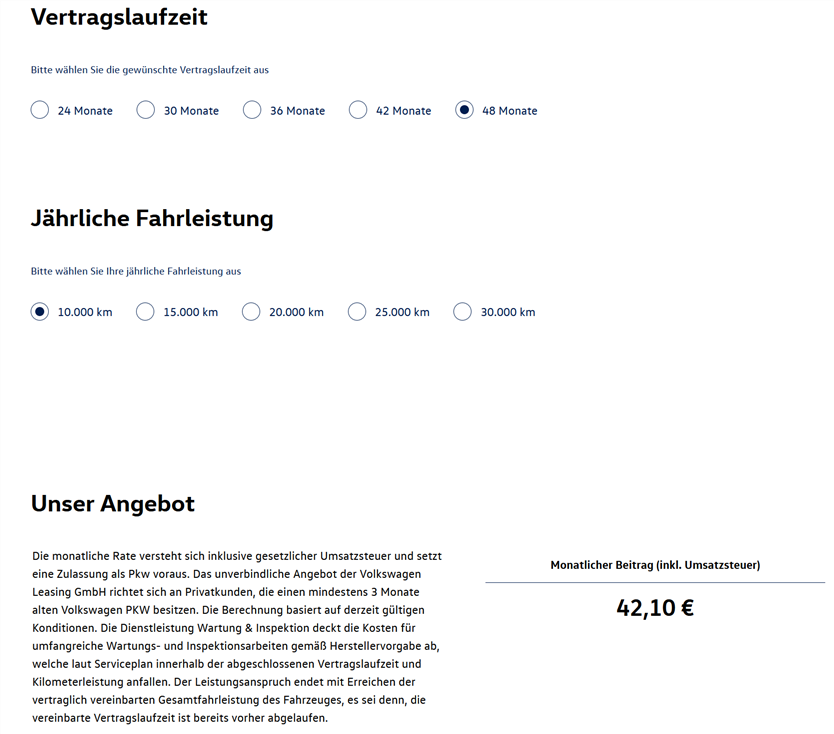 Vertragslaufzeit
Bitte wählen Sie die gewünschte Vertragslaufzeit aus
24 Monate 30 Monate 36 Monate 42 Monate 48 Monate
Jährliche Fahrleistung
Bitte wählen Sie Ihre jährliche Fahrleistung aus
10.000 km 15.000 km 20.000 km 25.000 km 30.000 km
Unser Angebot
Die monatliche Rate versteht sich inklusive gesetzlicher Umsatzsteuer und setzt
eine Zulassung als Pkw voraus. Das unverbindliche Angebot der Volkswagen
Leasing GmbH richtet sich an Privatkunden, die einen mindestens 3 Monate
alten Volkswagen PKW besitzen. Die Berechnung basiert auf derzeit gültigen
Konditionen. Die Dienstleistung Wartung & Inspektion deckt die Kosten für
umfangreiche Wartungs- und Inspektionsarbeiten gemäß Herstellervorgabe ab,
welche laut Serviceplan innerhalb der abgeschlossenen Vertragslaufzeit und
Kilometerleistung anfallen. Der Leistungsanspruch endet mit Erreichen der
vertraglich vereinbarten Gesamtfahrleistung des Fahrzeuges, es sei denn, die
vereinbarte Vertragslaufzeit ist bereits vorher abgelaufen.
Monatlicher Beitrag (inkl. Umsatzsteuer)
42,10 €